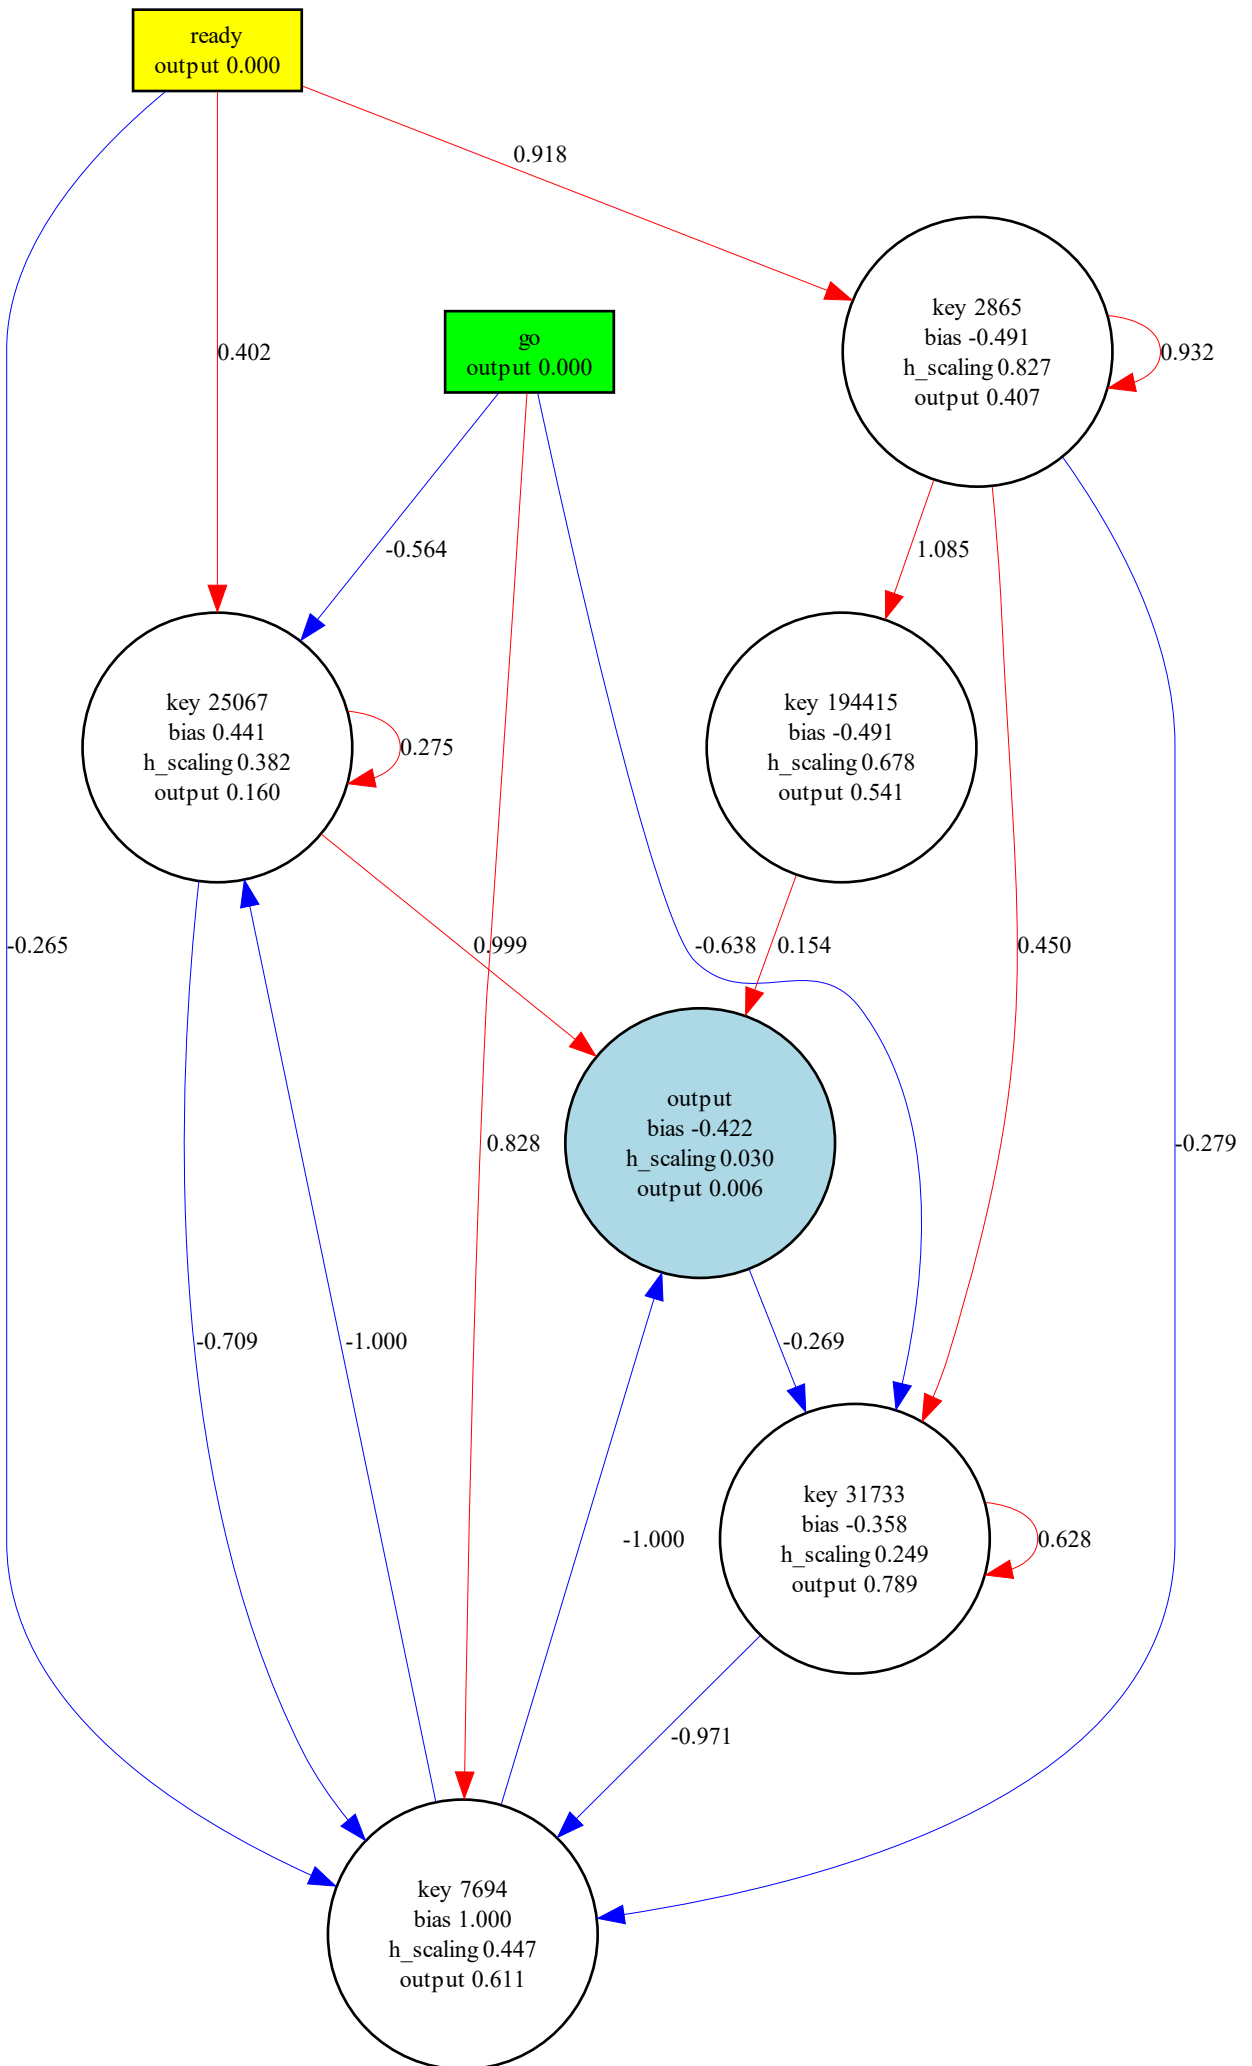 ready
output 0.000
0.918
key 2865
bias -0.491
h_scaling 0.827
output 0.407
0.932
go
output 0.000
0.402
-0.564
1.085
key 25067
bias 0.441
h_scaling 0.382
output 0.160
0.275
key 194415
bias -0.491
h_scaling 0.678
output 0.541
-0.265
0.999
-0.638
0.154
0.450
output
bias -0.422
h_scaling 0.030
output 0.006
0.828
-0.279
-0.709
-1.000
-0.269
key 31733
bias -0.358
h_scaling 0.249
output 0.789
0.628
-1.000
-0.971
key 7694
bias 1.000
h_scaling 0.447
output 0.611